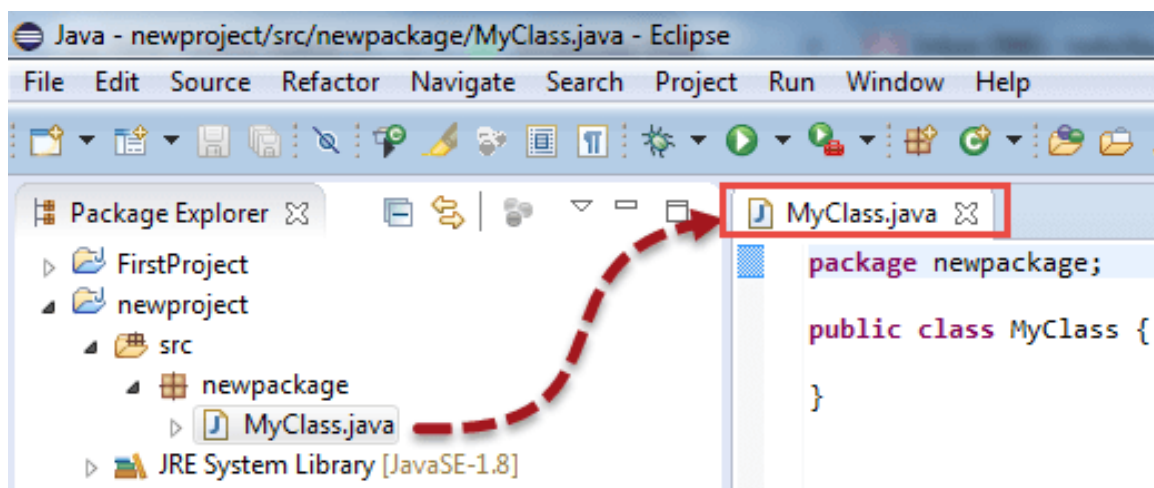 Java - newproject/src/newpackage/MyClass.java - Eclipse
File Edit Source Refactor Navigate Search Project Run Window Help
Package Explorer
FirstProject
newproject
src
newpackage
MyClass.java
JRE System Library [JavaSE-1.8]
MyClass.java
package newpackage;
public class MyClass {
}